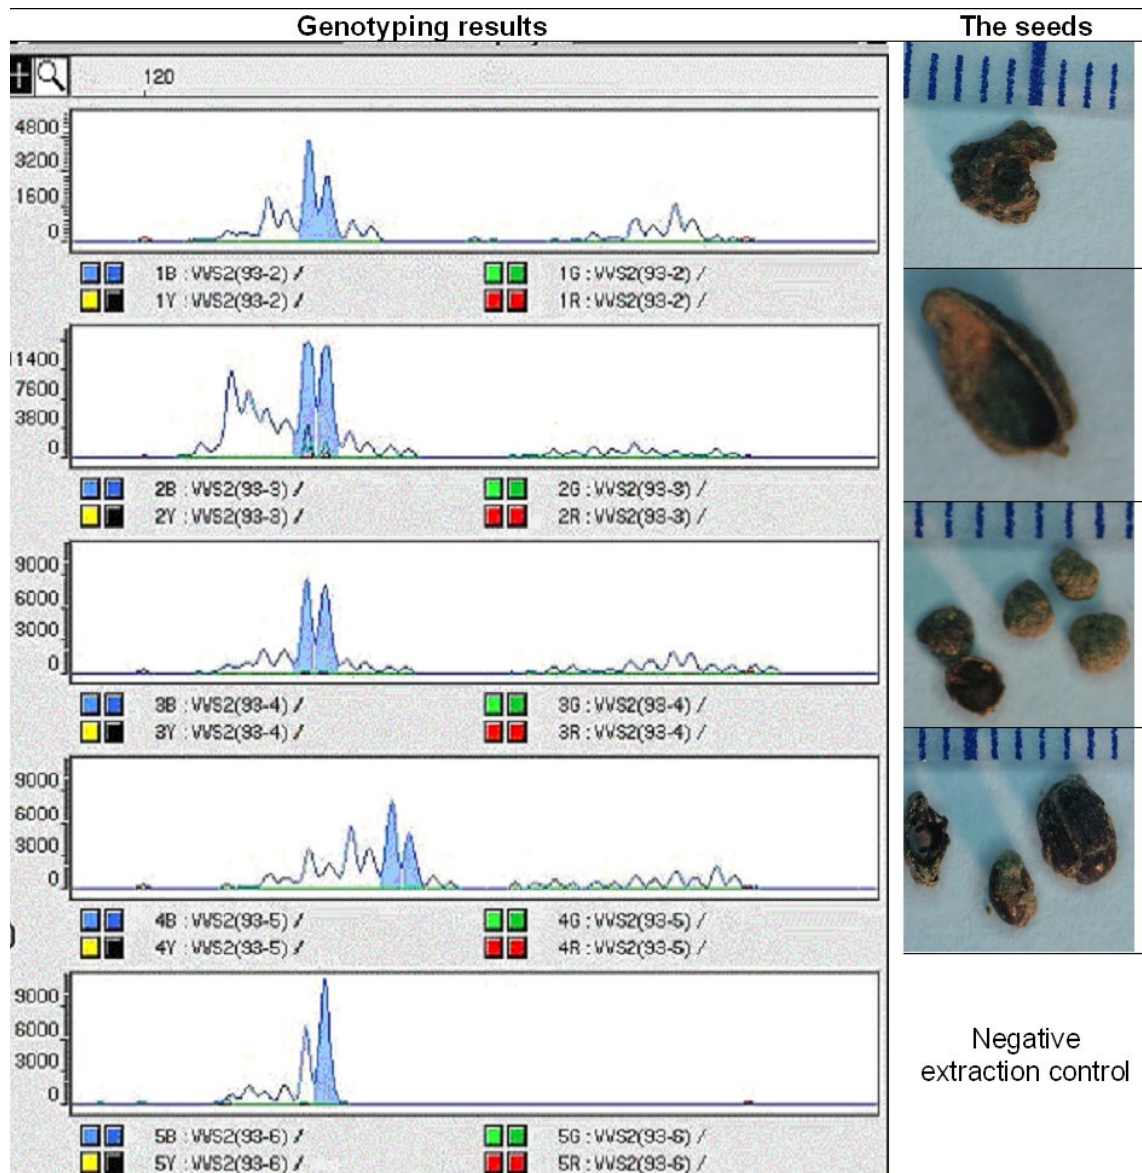 Genotyping results The seeds
120
4800
3200
1600
0
1B : VVS2(93-2) / 1G : VVS2(93-2) /
1Y : VVS2(93-2) / 1R : VVS2(93-2) /
11400
7600
3800
0
2B : VVS2(93-3) / 2G : VVS2(93-3) /
2Y : VVS2(93-3) / 2R : VVS2(93-3) /
9000
6000
3000
0
3B : VVS2(93-4) / 3G : VVS2(93-4) /
3Y : VVS2(93-4) / 3R : VVS2(93-4) /
9000
6000
3000
0
4B : VVS2(93-5) / 4G : VVS2(93-5) /
4Y : VVS2(93-5) / 4R : VVS2(93-5) /
9000
6000
3000
0
Negative
extraction control
5B : VVS2(93-6) / 5G : VVS2(93-6) /
5Y : VVS2(93-6) / 5R : VVS2(93-6) /